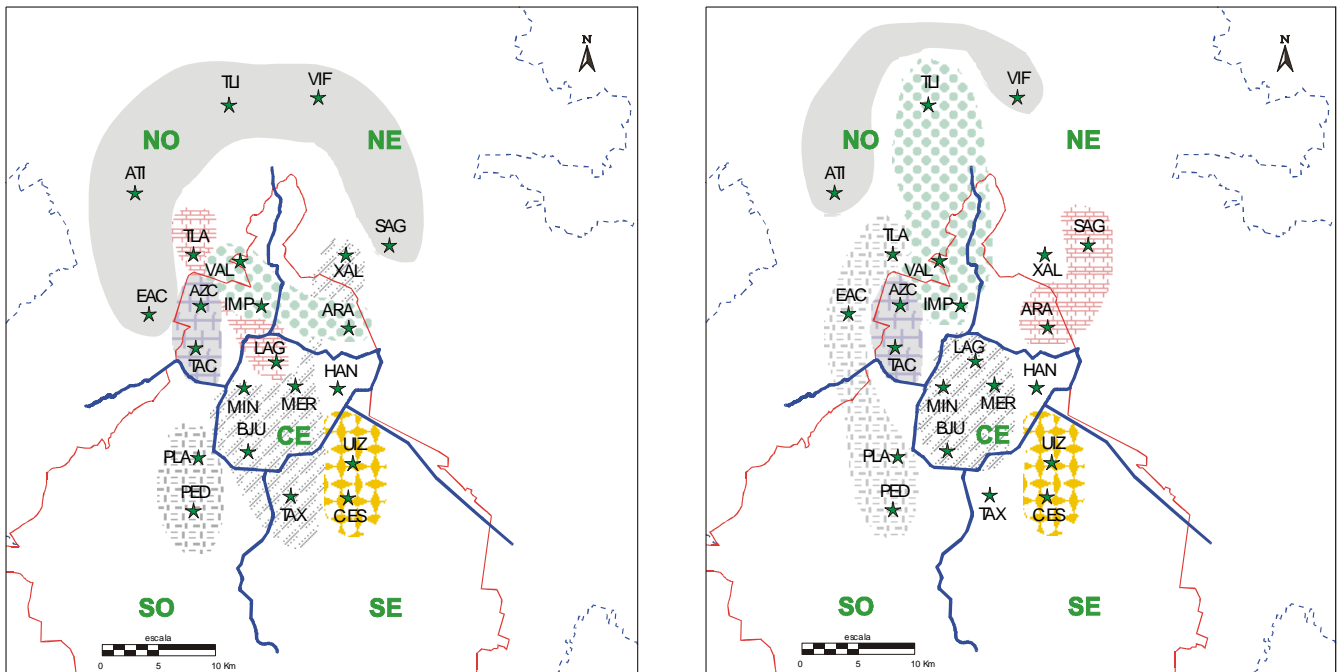 N
TLI
VIF
NO
NE
ATI
TLA
SAG
VAL
XAL
EAC
AZC
IMP
ARA
LAG
TAC
HAN
MIN
MER
BJU
CE
PLA
UIZ
PED
TAX
CES
SO
SE
escala
0 5 10 Km
N
TLI
VIF
NO
NE
ATI
TLA
SAG
VAL
XAL
EAC
AZC
IMP
ARA
LAG
TAC
HAN
MIN
MER
BJU
CE
PLA
UIZ
PED
TAX
CES
SO
SE
escala
0 5 10 Km